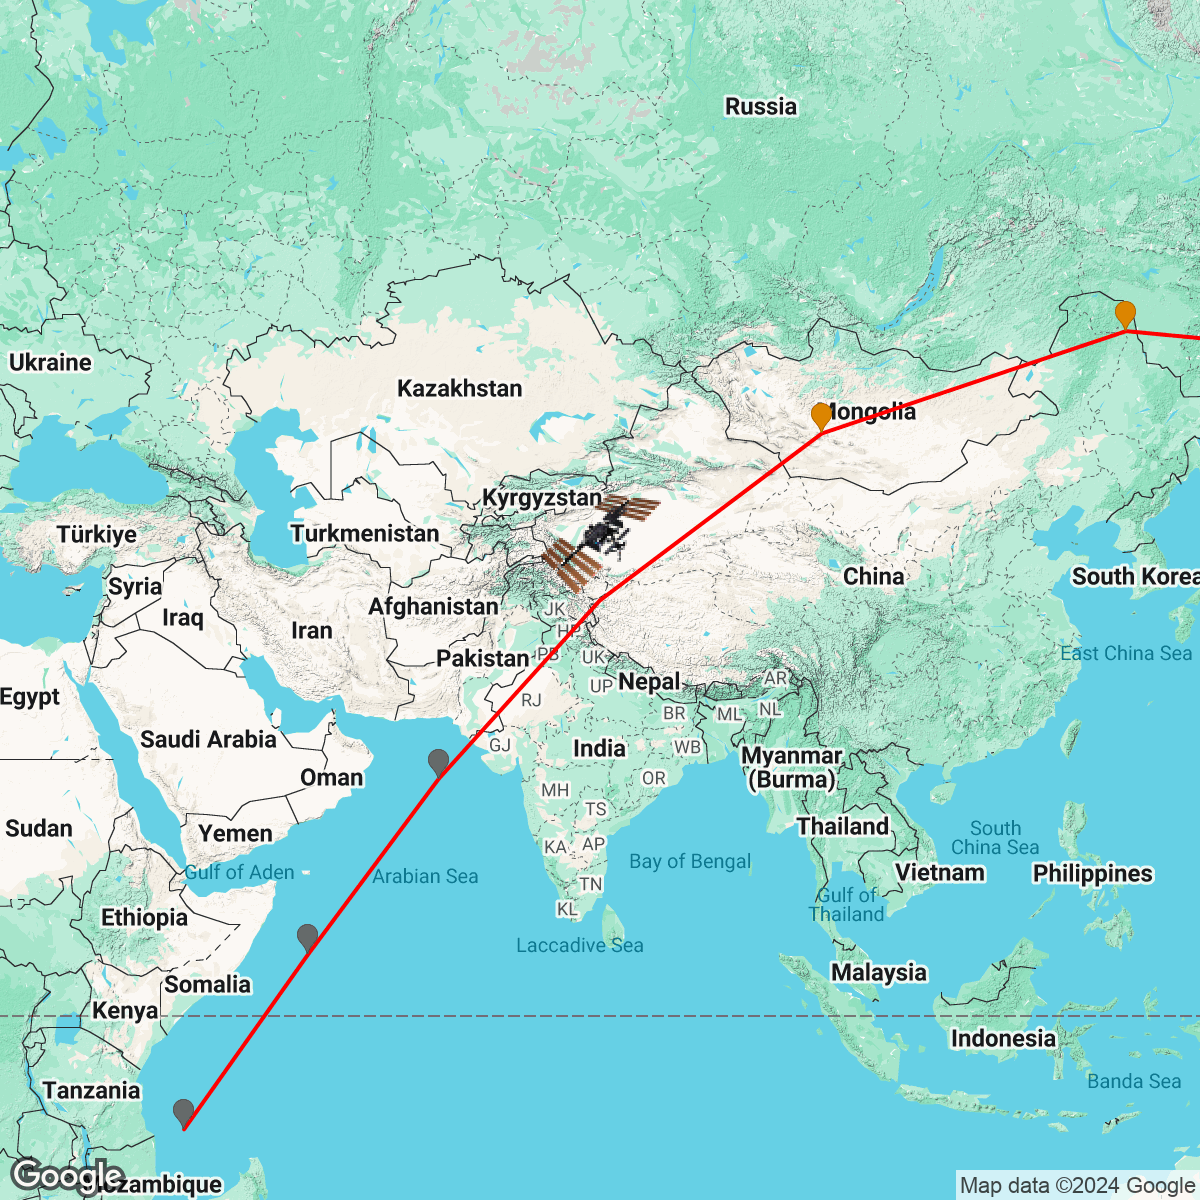 Russia
Ukraine
Kazakhstan
Mongolia
Kyrgyzstan
Türkiye
Turkmenistan
China
South Korea
Syria
Iraq
Afghanistan
JK
Iran
HP
East China Sea
Pakistan
PB
UK
Nepal
AR
Egypt
RJ
UP
BR
ML
NL
Saudi Arabia
GJ
India
WB
Myanmar
(Burma)
Oman
MH
OR
TS
Sudan
Yemen
Thailand
South
China Sea
KA
AP
Bay of Bengal
Gulf of Aden
Arabian Sea
TN
Vietnam
Philippines
Gulf of
Thailand
KL
Ethiopia
Laccadive Sea
Malaysia
Somalia
Kenya
Indonesia
Tanzania
Banda Sea
Google
Mozambique
Map data ©2024 Google